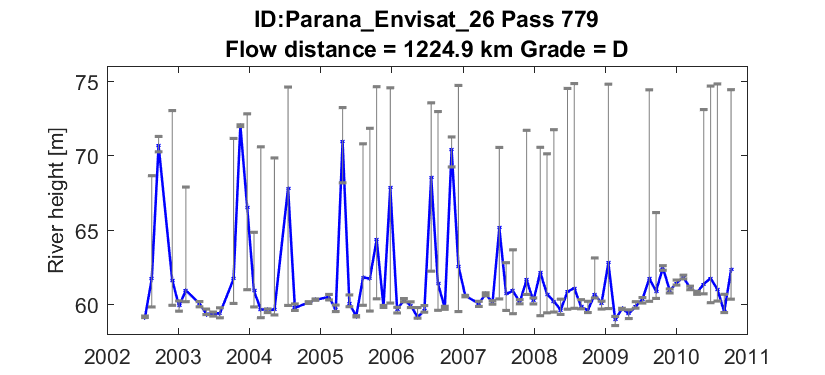 ID:Parana_Envisat_26 Pass 779
Flow distance = 1224.9 km Grade = D
River height [m]
75
70
65
60
2002 2003 2004 2005 2006 2007 2008 2009 2010 2011